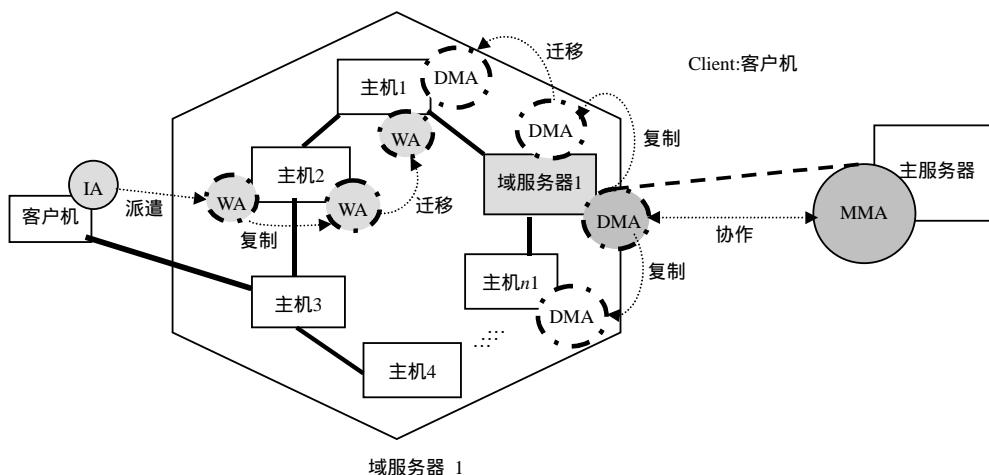 迁移
Client:客户机
主机1
DMA
DMA
复制
WA
主机2
域服务器1
主服务器
IA
派遣
WA
WA
迁移
客户机
复制
DMA
协作
MMA
复制
主机n1
主机3
DMA
主机4
域服务器_1